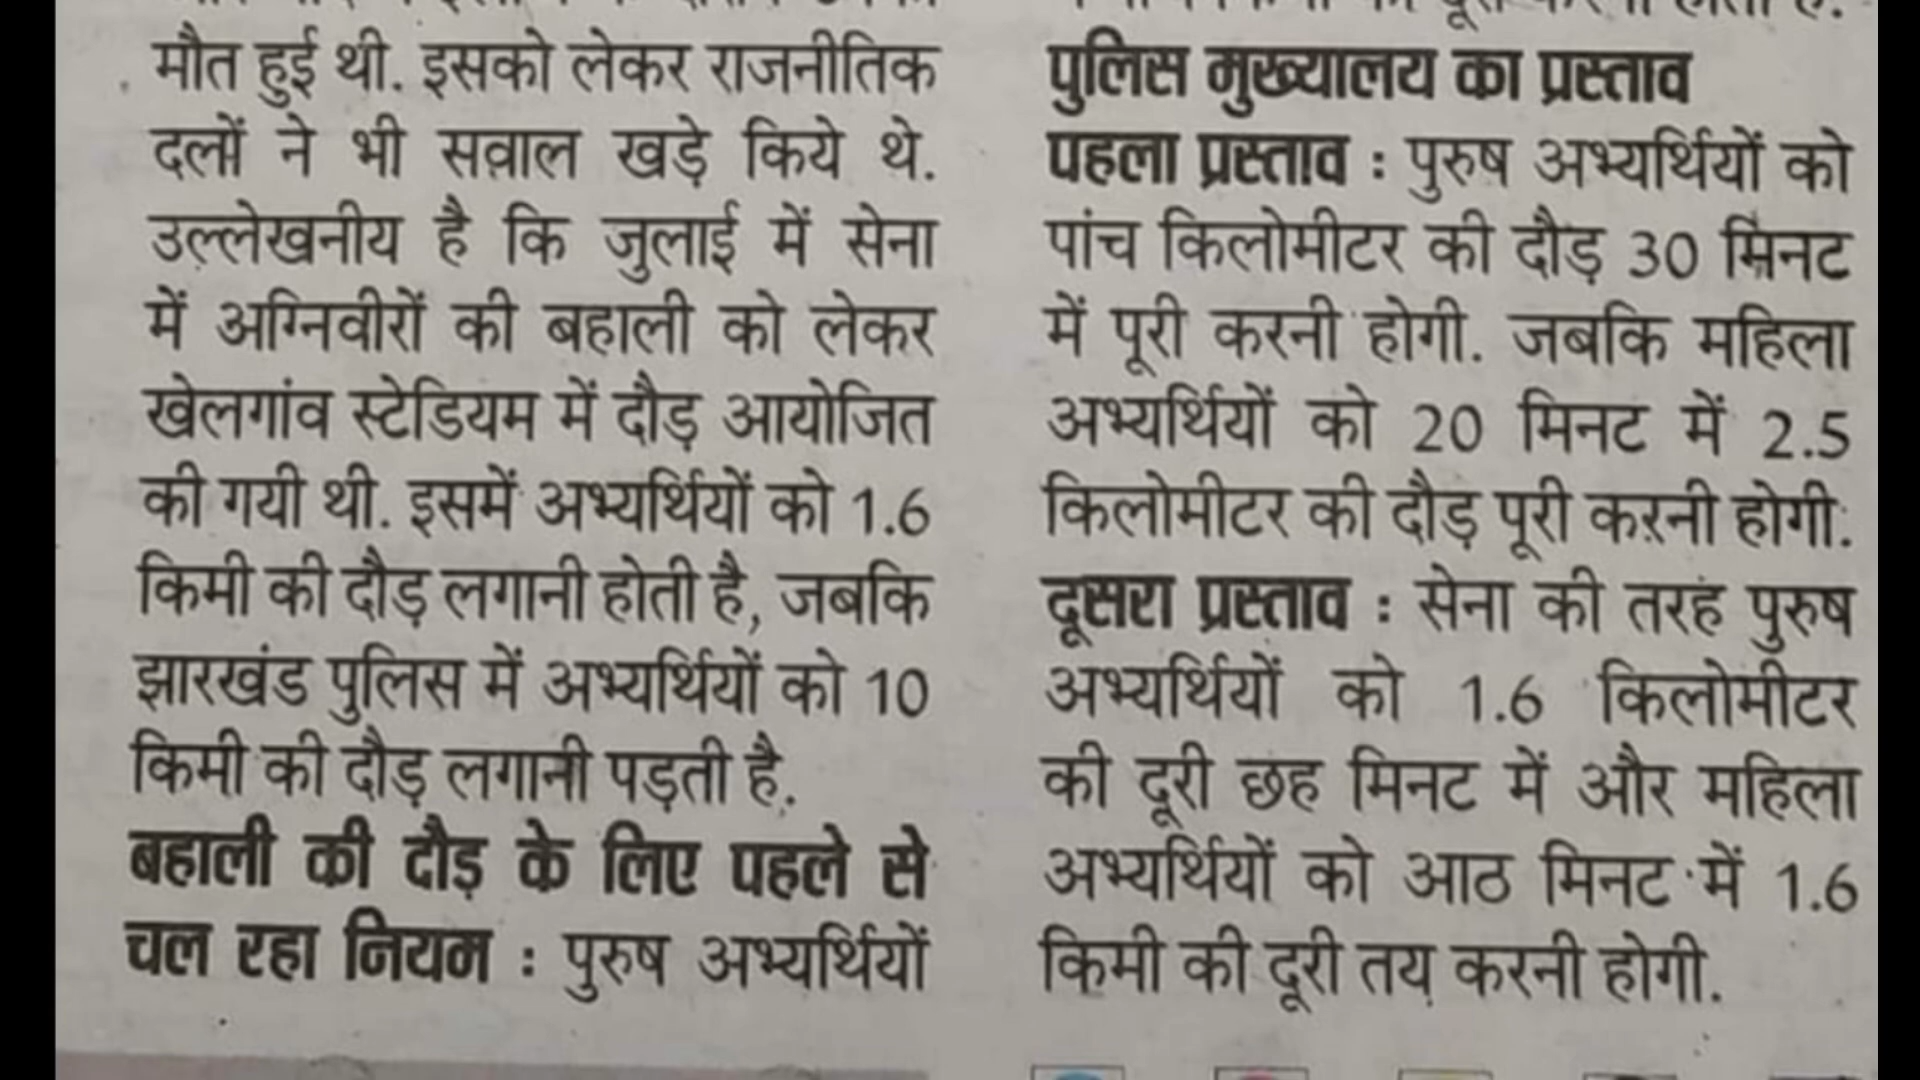 मौत हुई थी. इसको लेकर राजनीतिक
दलों ने भी सवाल खड़े किये थे.
उल्लेखनीय है कि जुलाई में सेना
में अग्निवीरों की बहाली को लेकर
खेलगांव स्टेडियम में दौड़ आयोजित
की गयी थी. इसमें अभ्यर्थियों को 1.6
किमी की दौड़ लगानी होती है, जबकि
झारखंड पुलिस में अभ्यर्थियों को 10
किमी की दौड़ लगानी पड़ती है.
बहाली की दौड़ के लिए पहले से
चल रहा नियम : पुरुष अभ्यर्थियों
पुलिस मुख्यालय का प्रस्ताव
पहला प्रस्ताव : पुरुष अभ्यर्थियों को
पांच किलोमीटर की दौड़ 30 मिनट
में पूरी करनी होगी. जबकि महिला
अभ्यर्थियों को 20 मिनट में 2.5
किलोमीटर की दौड़ पूरी करनी होगी.
दूसरा प्रस्ताव : सेना की तरह पुरुष
अभ्यर्थियों को 1.6 किलोमीटर
की दूरी छह मिनट में और महिला
अभ्यर्थियों को आठ मिनट में 1.6
किमी की दूरी तय करनी होगी.